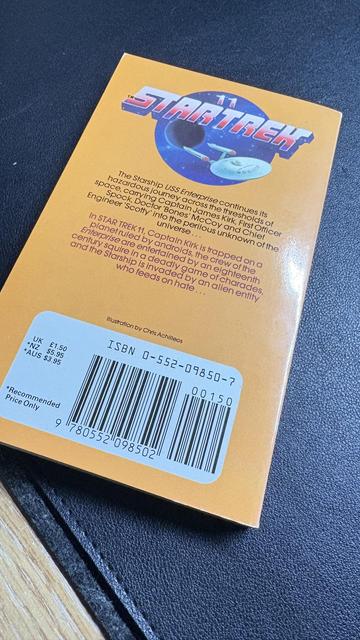 11
™STAR TREK
The Starship USS Enterprise continues its
hazardous journey across the thresholds of
space, carrying Captain James Kirk, First Officer
Spock, Doctor 'Bones' McCoy and Chief
Engineer 'Scotty' into the perilous unknown of the
universe . . .
In STAR TREK 11, Captain Kirk is trapped on a
planet ruled by androids, the crew of the
Enterprise are entertained by an eighteenth
century squire in a deadly game of charades,
and the Starship is invaded by an alien entity
who feeds on hate . . .
Illustration by Chris Achilleos
UK £1.50
*NZ $5.95
*AUS $3.95
*Recommended
Price Only
ISBN 0-552-09850-7
00150
9 780552 098502